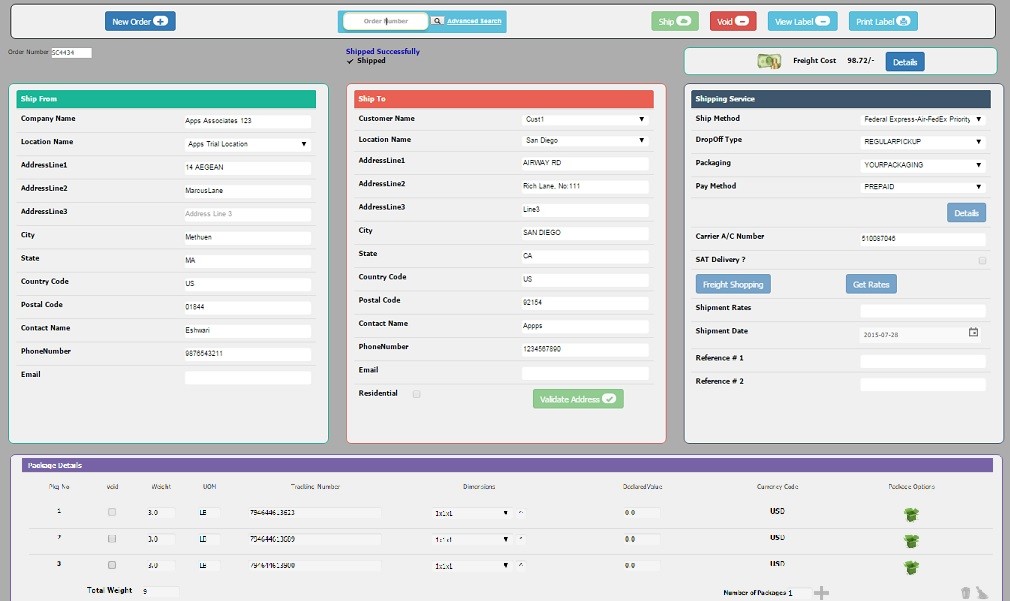 New Order
Order Number
Advanced Search
Ship
Void
View Label
Print Label
Order Number SC4434
Shipped Successfully
Shipped
Freight Cost 98.72/- Details
Ship From
Company Name Apps Associates 123
Location Name Apps Trial Location
AddressLine1 14 AEGEAN
AddressLine2 MarcusLane
AddressLine3 Address Line 3
City Methuen
State MA
Country Code US
Postal Code 01844
Contact Name Eshwari
PhoneNumber 9876543211
Email
Ship To
Customer Name Cust1
Location Name San Diego
AddressLine1 AIRWAY RD
AddressLine2 Rich Lane, No:111
AddressLine3 Line3
City SAN DIEGO
State CA
Country Code US
Postal Code 92154
Contact Name Appps
PhoneNumber 1234567890
Email
Residential
Validate Address
Shipping Service
Ship Method Federal Express-Air-FedEx Priority
DropOff Type REGULARPICKUP
Packaging YOURPACKAGING
Pay Method PREPAID
Details
Carrier A/C Number 510087046
SAT Delivery ?
Freight Shopping Get Rates
Shipment Rates
Shipment Date 2015-07-28
Reference # 1
Reference # 2
Package Details
Pkg No Void Weight UOM Tracking Number Dimensions DeclaredValue Currency Code Package Options
1 3.0 LB 794644613623 1x1x1 0.0 USD
2 3.0 LB 794644613689 1x1x1 0.0 USD
3 3.0 LB 794644613900 1x1x1 0.0 USD
Total Weight 9 Number of Packages 1